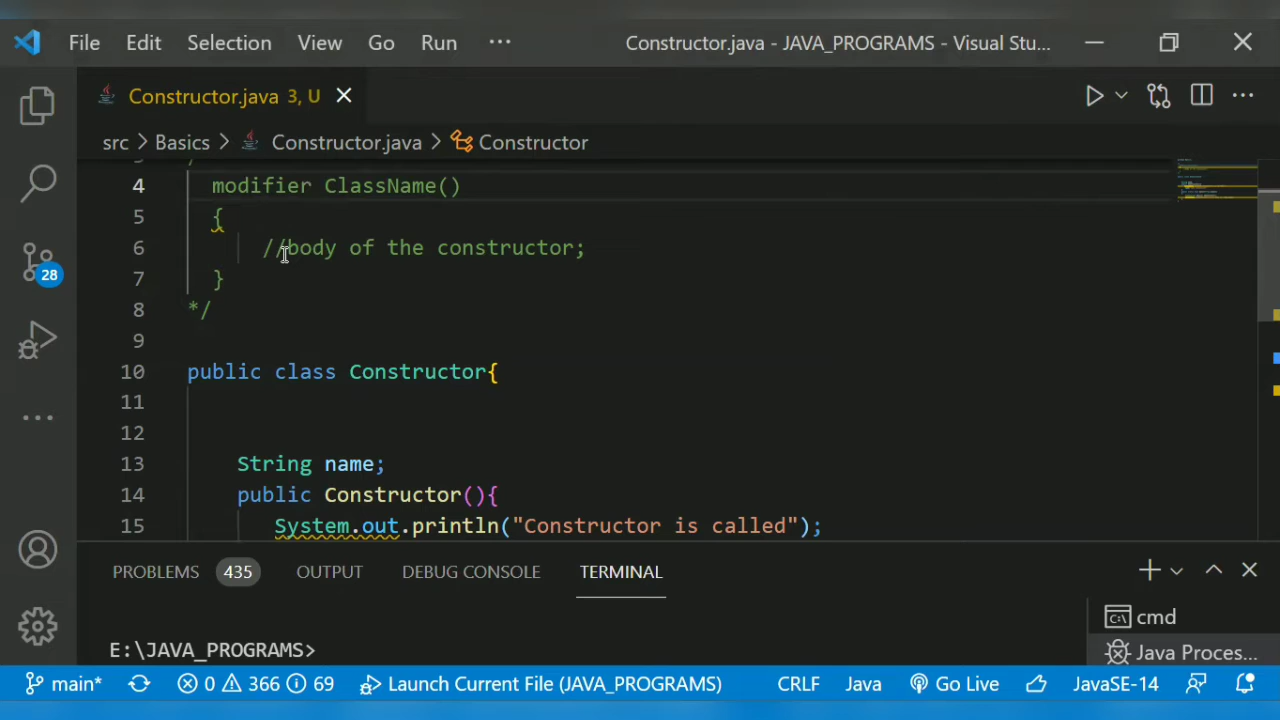 File Edit Selection View Go Run ··· Constructor.java - JAVA_PROGRAMS - Visual Stu...
Constructor.java 3, U
src > Basics > Constructor.java > Constructor
4 modifier ClassName()
5 {
6 //body of the constructor;
7 }
8 */
9
10 public class Constructor{
11
12
13 String name;
14 public Constructor(){
15 System.out.println("Constructor is called");
28
PROBLEMS 435 OUTPUT DEBUG CONSOLE TERMINAL
E:\JAVA_PROGRAMS>
cmd
Java Proces...
main* 0 366 69 Launch Current File (JAVA_PROGRAMS) CRLF Java Go Live JavaSE-14